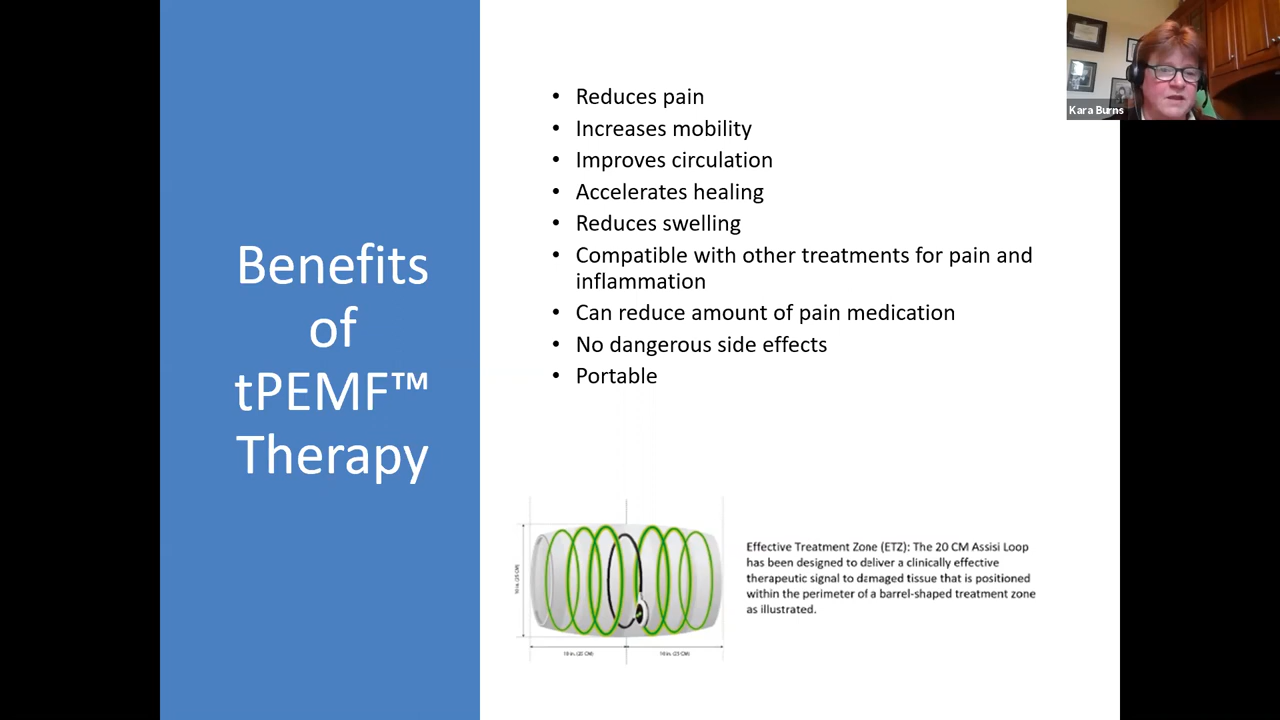 Benefits
of
tPEMF™
Therapy
• Reduces pain
• Increases mobility
• Improves circulation
• Accelerates healing
• Reduces swelling
• Compatible with other treatments for pain and
inflammation
• Can reduce amount of pain medication
• No dangerous side effects
• Portable
Effective Treatment Zone (ETZ): The 20 CM Assisi Loop
has been designed to deliver a clinically effective
therapeutic signal to damaged tissue that is positioned
within the perimeter of a barrel-shaped treatment zone
as illustrated.
Kara Burns